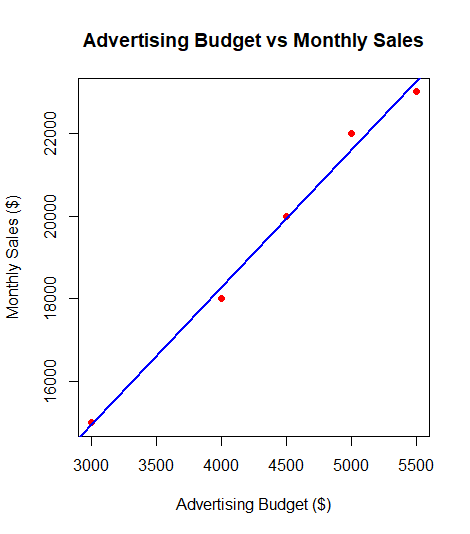 Advertising Budget vs Monthly Sales
Monthly Sales ($)
22000
20000
18000
16000
3000 3500 4000 4500 5000 5500
Advertising Budget ($)